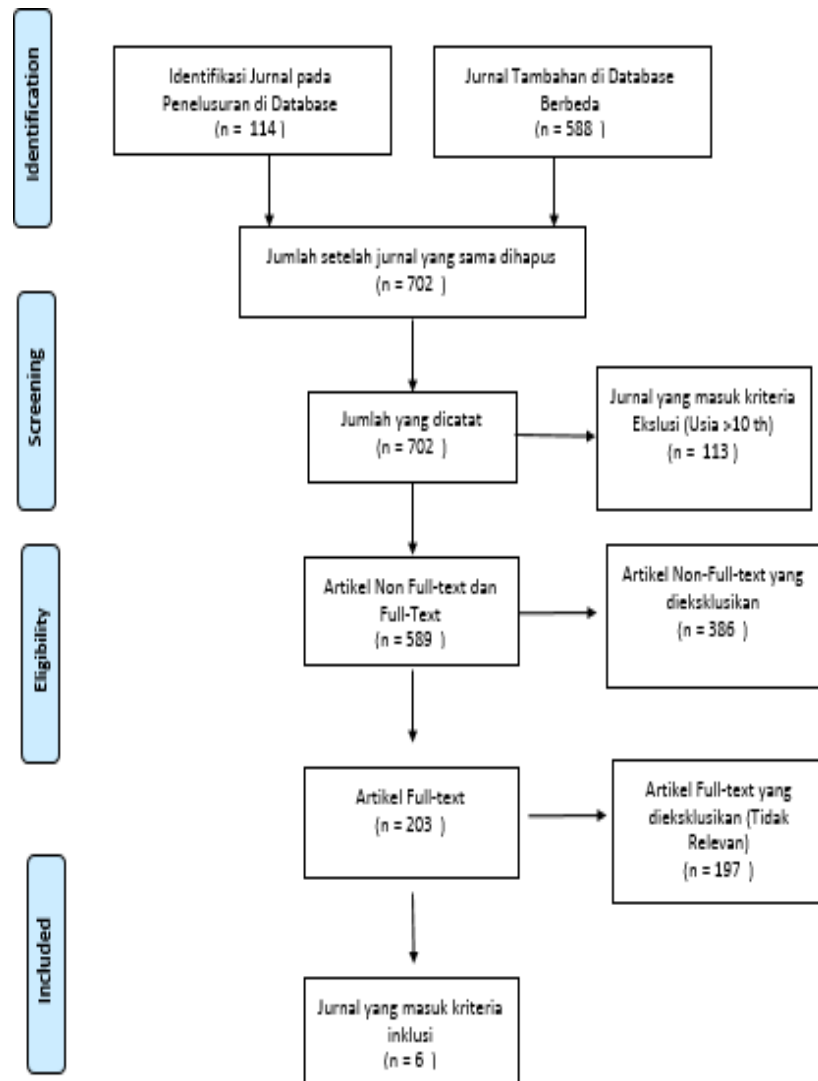 Identification
Identifikasi Jurnal pada
Penelusuran di Database
(n = 114 )
Jurnal Tambahan di Database
Berbeda
(n = 588 )
Jumlah setelah jurnal yang sama dihapus
(n = 702 )
Screening
Jumlah yang dicatat
(n = 702 )
Jurnal yang masuk kriteria
Ekslusi (Usia >10 th)
(n = 113 )
Eligibility
Artikel Non Full-text dan
Full-Text
(n = 589 )
Artikel Non-Full-text yang
dieksklusikan
(n = 386 )
Artikel Full-text
(n = 203 )
Artikel Full-text yang
dieksklusikan (Tidak
Relevan)
(n = 197 )
Included
Jurnal yang masuk kriteria
inklusi
(n = 6 )